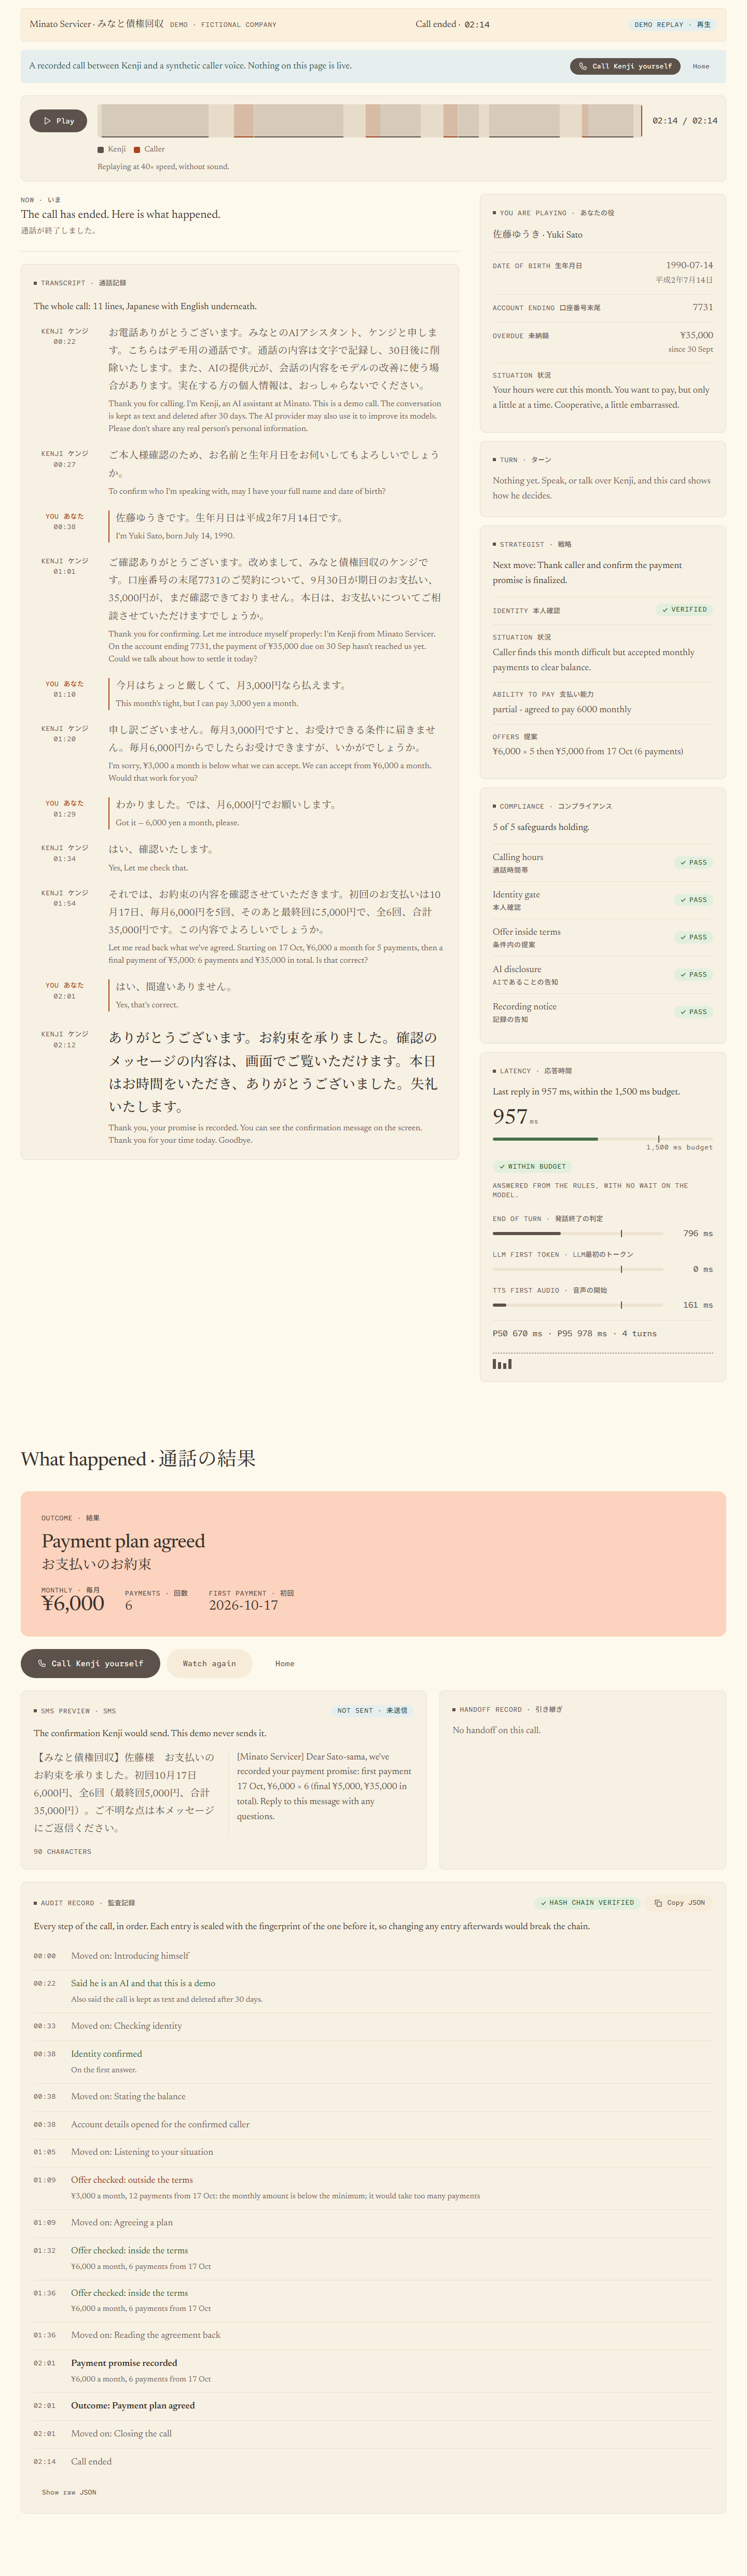 Minato Servicer · みなと債権回収 DEMO · FICTIONAL COMPANY
Call ended · 02:14
DEMO REPLAY · 再生
A recorded call between Kenji and a synthetic caller voice. Nothing on this page is live.
Call Kenji yourself
Home
Play
02:14 / 02:14
Kenji
Caller
Replaying at 40× speed, without sound.
NOW · いま
The call has ended. Here is what happened.
通話が終了しました。
TRANSCRIPT · 通話記録
The whole call: 11 lines, Japanese with English underneath.
KENJI ケンジ
00:22
お電話ありがとうございます。みなとのAIアシスタント、ケンジと申しま
す。こちらはデモ用の通話です。通話の内容は文字で記録し、30日後に削
除いたします。また、AIの提供元が、会話の内容をモデルの改善に使う場
合があります。実在する方の個人情報は、おっしゃらないでください。
Thank you for calling. I'm Kenji, an AI assistant at Minato. This is a demo call. The conversation
is kept as text and deleted after 30 days. The AI provider may also use it to improve its models.
Please don't share any real person's personal information.
KENJI ケンジ
00:27
ご本人様確認のため、お名前と生年月日をお伺いしてもよろしいでしょう
か。
To confirm who I'm speaking with, may I have your full name and date of birth?
YOU あなた
00:38
佐藤ゆうきです。生年月日は平成2年7月14日です。
I'm Yuki Sato, born July 14, 1990.
KENJI ケンジ
01:01
ご確認ありがとうございます。改めまして、みなと債権回収のケンジで
す。口座番号の末尾7731のご契約について、9月30日が期日のお支払い、
35,000円が、まだ確認できておりません。本日は、お支払いについてご相
談させていただけますでしょうか。
Thank you for confirming. Let me introduce myself properly: I'm Kenji from Minato Servicer.
On the account ending 7731, the payment of ¥35,000 due on 30 Sep hasn't reached us yet.
Could we talk about how to settle it today?
YOU あなた
01:10
今月はちょっと厳しくて、月3,000円なら払えます。
This month's tight, but I can pay 3,000 yen a month.
KENJI ケンジ
01:20
申し訳ございません。毎月3,000円ですと、お受けできる条件に届きませ
ん。毎月6,000円からでしたらお受けできますが、いかがでしょうか。
I'm sorry, ¥3,000 a month is below what we can accept. We can accept from ¥6,000 a month.
Would that work for you?
YOU あなた
01:29
わかりました。では、月6,000円でお願いします。
Got it — 6,000 yen a month, please.
KENJI ケンジ
01:34
はい、確認いたします。
Yes, Let me check that.
KENJI ケンジ
01:54
それでは、お約束の内容を確認させていただきます。初回のお支払いは10
月17日、毎月6,000円を5回、そのあと最終回に5,000円で、全6回、合計
35,000円です。この内容でよろしいでしょうか。
Let me read back what we've agreed. Starting on 17 Oct, ¥6,000 a month for 5 payments, then a
final payment of ¥5,000: 6 payments and ¥35,000 in total. Is that correct?
YOU あなた
02:01
はい、間違いありません。
Yes, that's correct.
KENJI ケンジ
02:12
ありがとうございます。お約束を承りました。確認の
メッセージの内容は、画面でご覧いただけます。本日
はお時間をいただき、ありがとうございました。失礼
いたします。
Thank you, your promise is recorded. You can see the confirmation message on the screen.
Thank you for your time today. Goodbye.
YOU ARE PLAYING · あなたの役
佐藤ゆうき · Yuki Sato
DATE OF BIRTH 生年月日
1990-07-14
平成2年7月14日
ACCOUNT ENDING 口座番号末尾
7731
OVERDUE 未納額
¥35,000
since 30 Sept
SITUATION 状況
Your hours were cut this month. You want to pay, but only
a little at a time. Cooperative, a little embarrassed.
TURN · ターン
Nothing yet. Speak, or talk over Kenji, and this card shows
how he decides.
STRATEGIST · 戦略
Next move: Thank caller and confirm the payment
promise is finalized.
IDENTITY 本人確認
VERIFIED
SITUATION 状況
Caller finds this month difficult but accepted monthly
payments to clear balance.
ABILITY TO PAY 支払い能力
partial - agreed to pay 6000 monthly
OFFERS 提案
¥6,000 × 5 then ¥5,000 from 17 Oct (6 payments)
COMPLIANCE · コンプライアンス
5 of 5 safeguards holding.
Calling hours
通話時間帯
PASS
Identity gate
本人確認
PASS
Offer inside terms
条件内の提案
PASS
AI disclosure
AIであることの告知
PASS
Recording notice
記録の告知
PASS
LATENCY · 応答時間
Last reply in 957 ms, within the 1,500 ms budget.
957 ms
1,500 ms budget
WITHIN BUDGET
ANSWERED FROM THE RULES, WITH NO WAIT ON THE
MODEL.
END OF TURN · 発話終了の判定
796 ms
LLM FIRST TOKEN · LLM最初のトークン
0 ms
TTS FIRST AUDIO · 音声の開始
161 ms
P50 670 ms · P95 978 ms · 4 turns
What happened · 通話の結果
OUTCOME · 結果
Payment plan agreed
お支払いのお約束
MONTHLY · 毎月
¥6,000
PAYMENTS · 回数
6
FIRST PAYMENT · 初回
2026-10-17
Call Kenji yourself
Watch again
Home
SMS PREVIEW · SMS
NOT SENT · 未送信
The confirmation Kenji would send. This demo never sends it.
【みなと債権回収】佐藤様 お支払いの
お約束を承りました。初回10月17日
6,000円、全6回（最終回5,000円、合計
35,000円）。ご不明な点は本メッセージ
にご返信ください。
[Minato Servicer] Dear Sato-sama, we've
recorded your payment promise: first payment
17 Oct, ¥6,000 × 6 (final ¥5,000, ¥35,000 in
total). Reply to this message with any
questions.
90 CHARACTERS
HANDOFF RECORD · 引き継ぎ
No handoff on this call.
AUDIT RECORD · 監査記録
HASH CHAIN VERIFIED
Copy JSON
Every step of the call, in order. Each entry is sealed with the fingerprint of the one before it, so changing any entry afterwards would break the chain.
00:00 Moved on: Introducing himself
00:22 Said he is an AI and that this is a demo
Also said the call is kept as text and deleted after 30 days.
00:33 Moved on: Checking identity
00:38 Identity confirmed
On the first answer.
00:38 Moved on: Stating the balance
00:38 Account details opened for the confirmed caller
01:05 Moved on: Listening to your situation
01:09 Offer checked: outside the terms
¥3,000 a month, 12 payments from 17 Oct: the monthly amount is below the minimum; it would take too many payments
01:09 Moved on: Agreeing a plan
01:32 Offer checked: inside the terms
¥6,000 a month, 6 payments from 17 Oct
01:36 Offer checked: inside the terms
¥6,000 a month, 6 payments from 17 Oct
01:36 Moved on: Reading the agreement back
02:01 Payment promise recorded
¥6,000 a month, 6 payments from 17 Oct
02:01 Outcome: Payment plan agreed
02:01 Moved on: Closing the call
02:14 Call ended
Show raw JSON